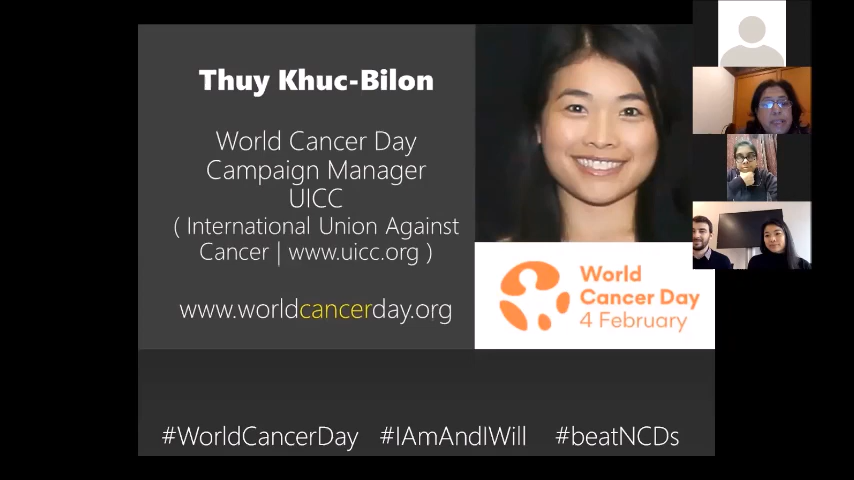 Thuy Khuc-Bilon
World Cancer Day
Campaign Manager
UICC
( International Union Against
Cancer | www.uicc.org )
www.worldcancerday.org
World
Cancer Day
4 February
#WorldCancerDay #IAmAndIWill #beatNCDs